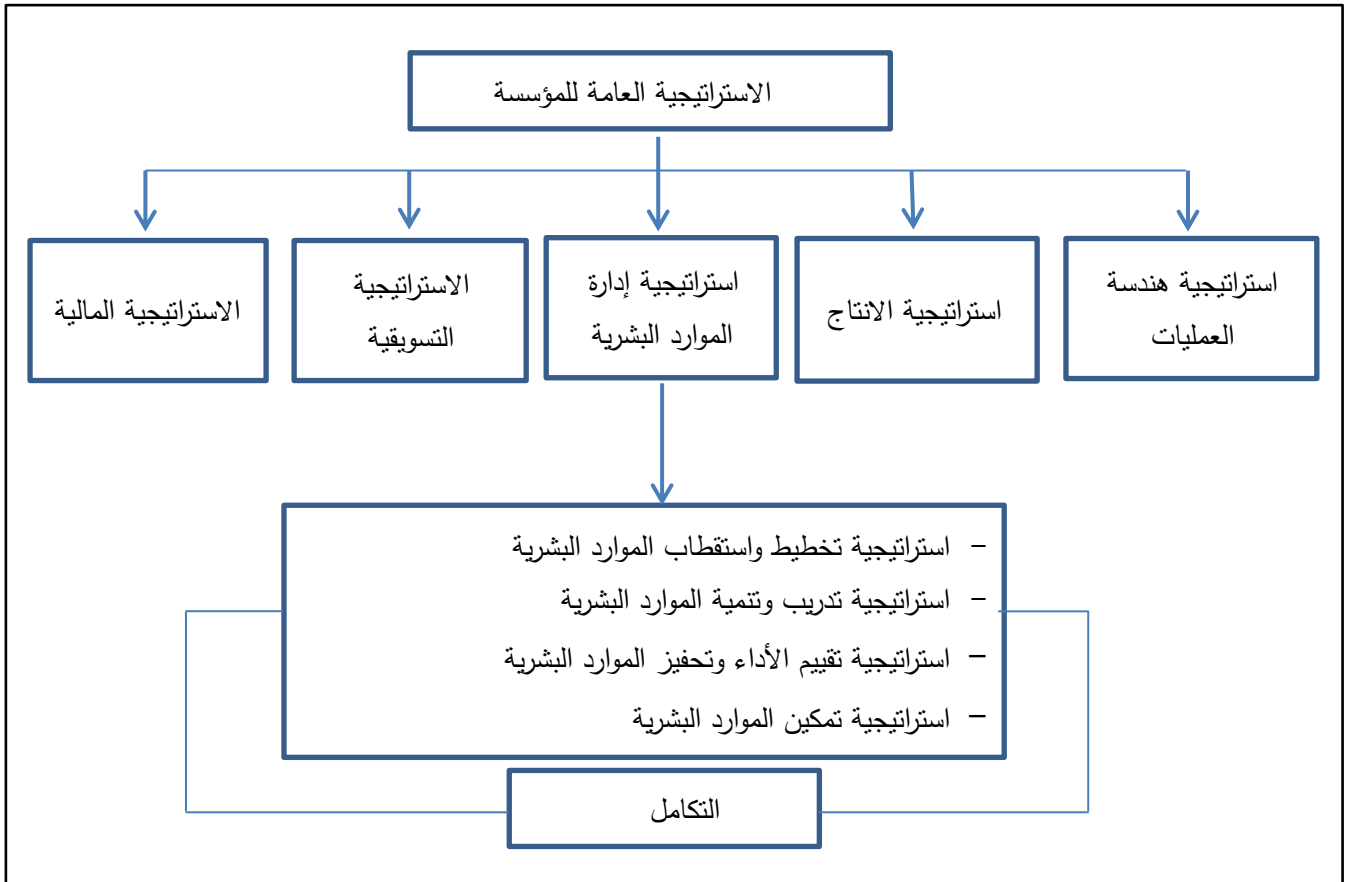 الاستراتيجية العامة للمؤسسة
استراتيجية هندسة
العمليات
استراتيجية الانتاج
استراتيجية إدارة
الموارد البشرية
الاستراتيجية
التسويقية
الاستراتيجية المالية
- استراتيجية تخطيط واستقطاب الموارد البشرية
- استراتيجية تدريب وتنمية الموارد البشرية
- استراتيجية تقييم الأداء وتحفيز الموارد البشرية
- استراتيجية تمكين الموارد البشرية
التكامل